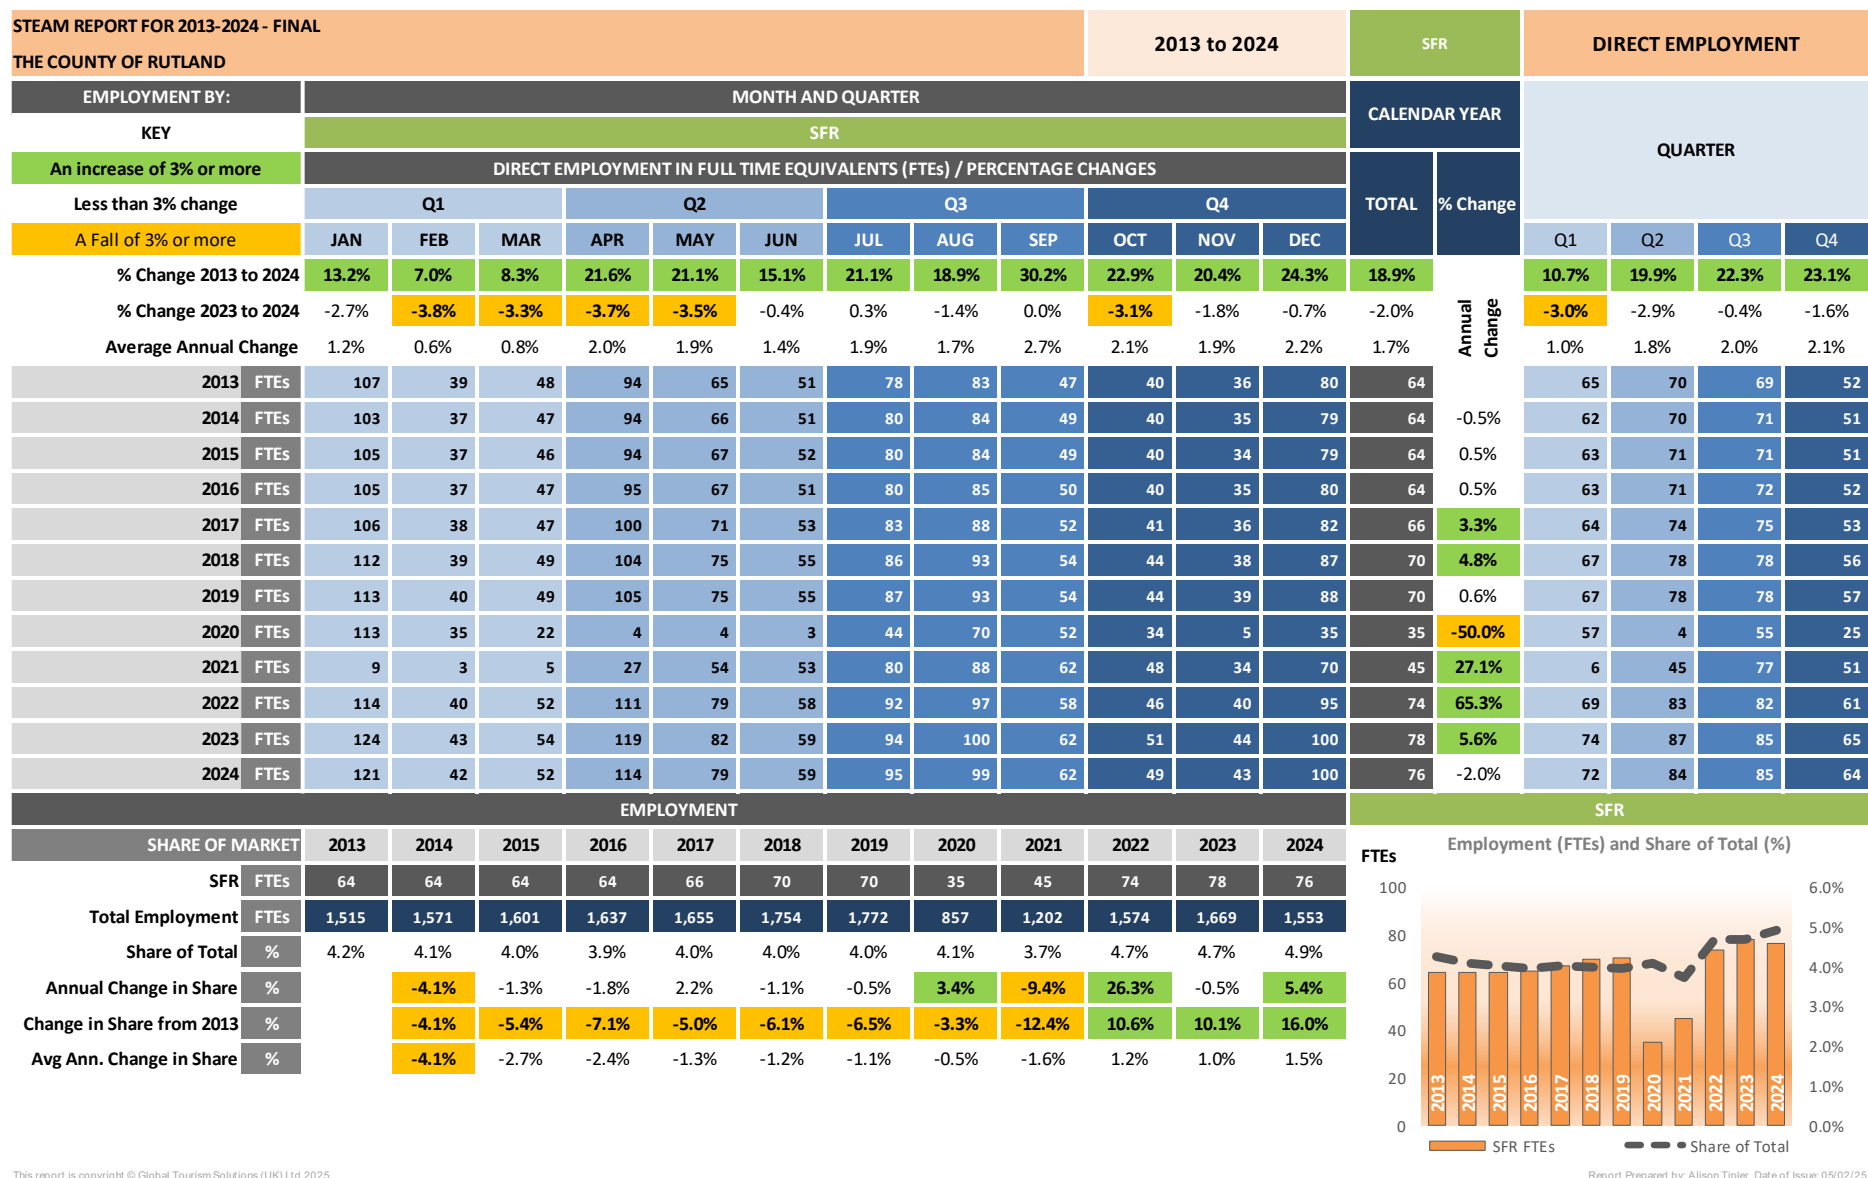 STEAM REPORT FOR 2013-2024 - FINAL
THE COUNTY OF RUTLAND
2013 to 2024
SFR
DIRECT EMPLOYMENT
EMPLOYMENT BY:
MONTH AND QUARTER
CALENDAR YEAR
QUARTER
KEY
SFR
An increase of 3% or more
DIRECT EMPLOYMENT IN FULL TIME EQUIVALENTS (FTEs) / PERCENTAGE CHANGES
TOTAL % Change
Less than 3% change Q1 Q2 Q3 Q4
A Fall of 3% or more JAN FEB MAR APR MAY JUN JUL AUG SEP OCT NOV DEC Q1 Q2 Q3 Q4
% Change 2013 to 2024 13.2% 7.0% 8.3% 21.6% 21.1% 15.1% 21.1% 18.9% 30.2% 22.9% 20.4% 24.3% 18.9% 10.7% 19.9% 22.3% 23.1%
% Change 2023 to 2024 -2.7% -3.8% -3.3% -3.7% -3.5% -0.4% 0.3% -1.4% 0.0% -3.1% -1.8% -0.7% -2.0% -3.0% -2.9% -0.4% -1.6%
Average Annual Change 1.2% 0.6% 0.8% 2.0% 1.9% 1.4% 1.9% 1.7% 2.7% 2.1% 1.9% 2.2% 1.7% 1.0% 1.8% 2.0% 2.1%
Annual
Change
2013 FTEs 107 39 48 94 65 51 78 83 47 40 36 80 64 65 70 69 52
2014 FTEs 103 37 47 94 66 51 80 84 49 40 35 79 64 -0.5% 62 70 71 51
2015 FTEs 105 37 46 94 67 52 80 84 49 40 34 79 64 0.5% 63 71 71 51
2016 FTEs 105 37 47 95 67 51 80 85 50 40 35 80 64 0.5% 63 71 72 52
2017 FTEs 106 38 47 100 71 53 83 88 52 41 36 82 66 3.3% 64 74 75 53
2018 FTEs 112 39 49 104 75 55 86 93 54 44 38 87 70 4.8% 67 78 78 56
2019 FTEs 113 40 49 105 75 55 87 93 54 44 39 88 70 0.6% 67 78 78 57
2020 FTEs 113 35 22 4 4 3 44 70 52 34 5 35 35 -50.0% 57 4 55 25
2021 FTEs 9 3 5 27 54 53 80 88 62 48 34 70 45 27.1% 6 45 77 51
2022 FTEs 114 40 52 111 79 58 92 97 58 46 40 95 74 65.3% 69 83 82 61
2023 FTEs 124 43 54 119 82 59 94 100 62 51 44 100 78 5.6% 74 87 85 65
2024 FTEs 121 42 52 114 79 59 95 99 62 49 43 100 76 -2.0% 72 84 85 64
EMPLOYMENT
SFR
SHARE OF MARKET 2013 2014 2015 2016 2017 2018 2019 2020 2021 2022 2023 2024
SFR FTEs 64 64 64 64 66 70 70 35 45 74 78 76
Total Employment FTEs 1,515 1,571 1,601 1,637 1,655 1,754 1,772 857 1,202 1,574 1,669 1,553
Share of Total % 4.2% 4.1% 4.0% 3.9% 4.0% 4.0% 4.0% 4.1% 3.7% 4.7% 4.7% 4.9%
Annual Change in Share % -4.1% -1.3% -1.8% 2.2% -1.1% -0.5% 3.4% -9.4% 26.3% -0.5% 5.4%
Change in Share from 2013 % -4.1% -5.4% -7.1% -5.0% -6.1% -6.5% -3.3% -12.4% 10.6% 10.1% 16.0%
Avg Ann. Change in Share % -4.1% -2.7% -2.4% -1.3% -1.2% -1.1% -0.5% -1.6% 1.2% 1.0% 1.5%
Employment (FTEs) and Share of Total (%)
FTEs
100 6.0%
80 5.0%
60 4.0%
40 3.0%
20 2.0%
0 1.0%
0.0%
2013 2014 2015 2016 2017 2018 2019 2020 2021 2022 2023 2024
SFR FTEs Share of Total
This report is copyright © Global Tourism Solutions (UK) Ltd 2025
Report Prepared by: Alison Tipler. Date of Issue: 05/02/25